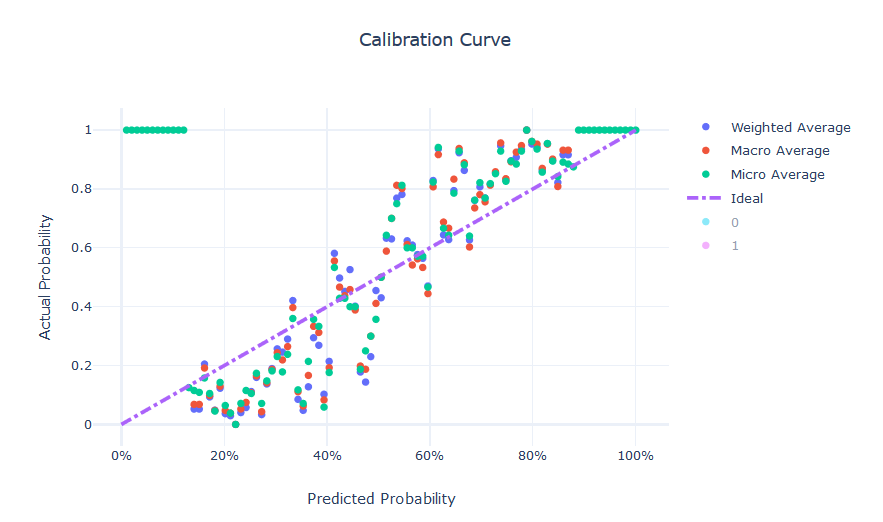 Calibration Curve
Actual Probability
1
0.8
0.6
0.4
0.2
0
0%
20%
40%
60%
80%
100%
Predicted Probability
Weighted Average
Macro Average
Micro Average
Ideal
0
1